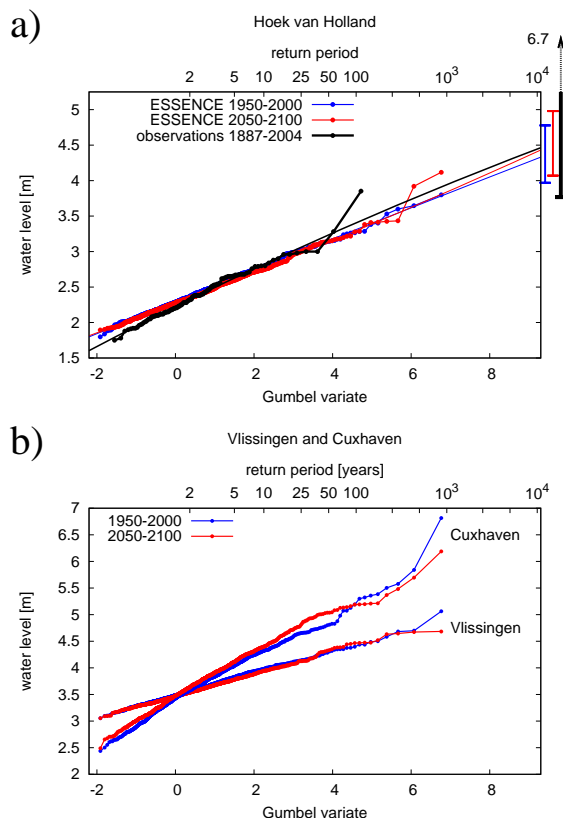 a)
Hoek van Holland
6.7
return period
2 5 10 25 50 100 10³ 10⁴
ESSENCE 1950-2000
ESSENCE 2050-2100
observations 1887-2004
5
4.5
4
3.5
3
2.5
2
1.5
water level [m]
-2 0 2 4 6 8
Gumbel variate
b)
Vlissingen and Cuxhaven
return period [years]
2 5 10 25 50 100 10³ 10⁴
1950-2000
2050-2100
Cuxhaven
Vlissingen
7
6.5
6
5.5
5
4.5
4
3.5
3
2.5
2
water level [m]
-2 0 2 4 6 8
Gumbel variate